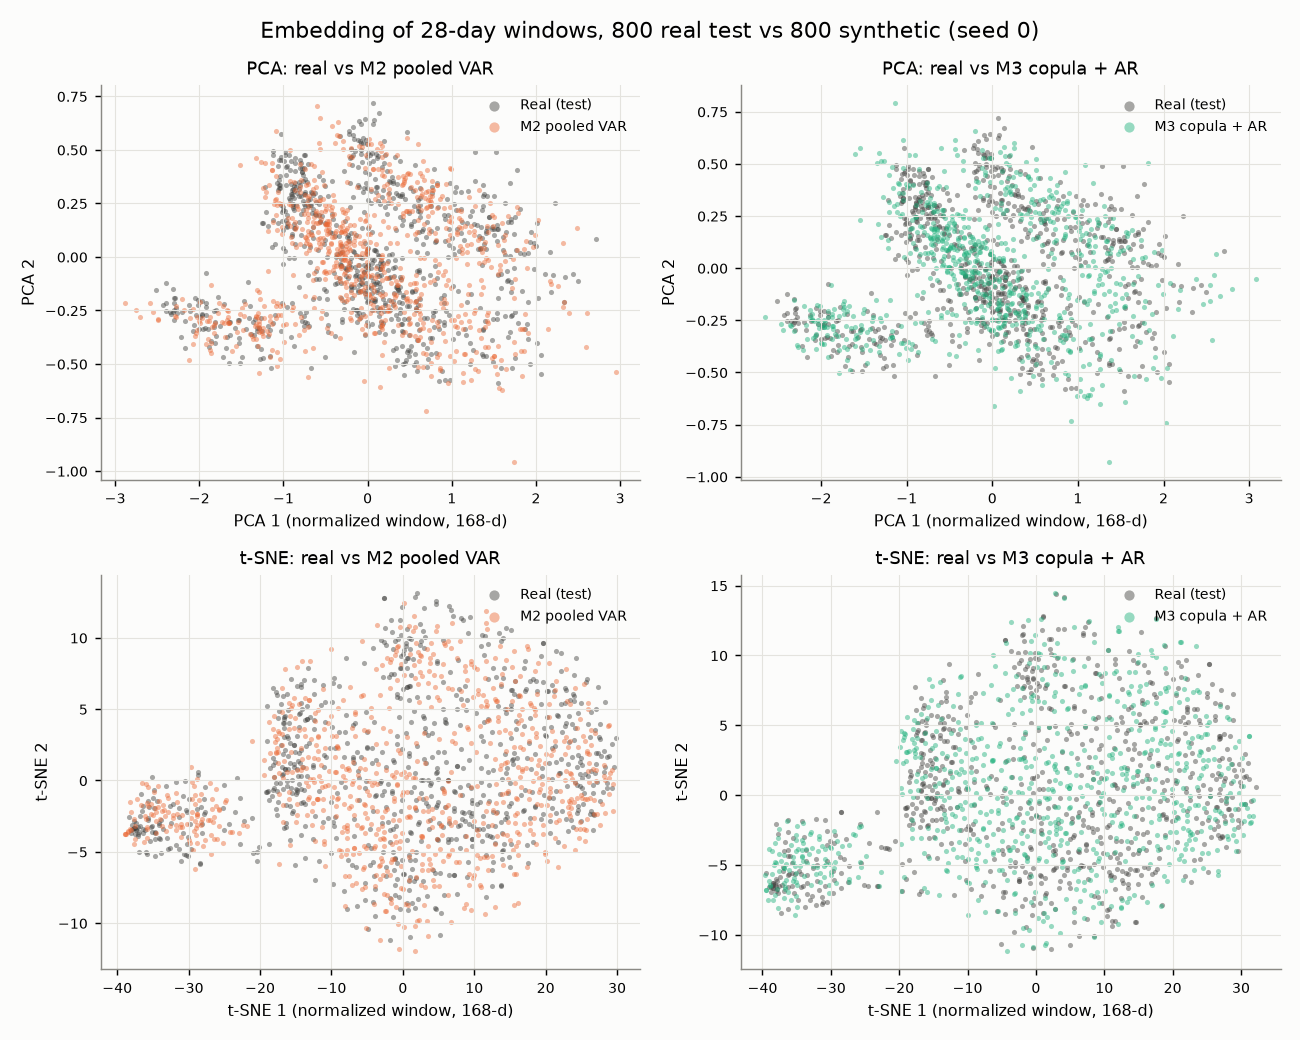 Embedding of 28-day windows, 800 real test vs 800 synthetic (seed 0)
PCA: real vs M2 pooled VAR
Real (test)
M2 pooled VAR
0.75
0.50
0.25
0.00
−0.25
−0.50
−0.75
−1.00
PCA 2
−3 −2 −1 0 1 2 3
PCA 1 (normalized window, 168-d)
PCA: real vs M3 copula + AR
Real (test)
M3 copula + AR
0.75
0.50
0.25
0.00
−0.25
−0.50
−0.75
−1.00
PCA 2
−2 −1 0 1 2 3
PCA 1 (normalized window, 168-d)
t-SNE: real vs M2 pooled VAR
Real (test)
M2 pooled VAR
10
5
0
−5
−10
t-SNE 2
−40 −30 −20 −10 0 10 20 30
t-SNE 1 (normalized window, 168-d)
t-SNE: real vs M3 copula + AR
Real (test)
M3 copula + AR
15
10
5
0
−5
−10
t-SNE 2
−40 −30 −20 −10 0 10 20 30
t-SNE 1 (normalized window, 168-d)